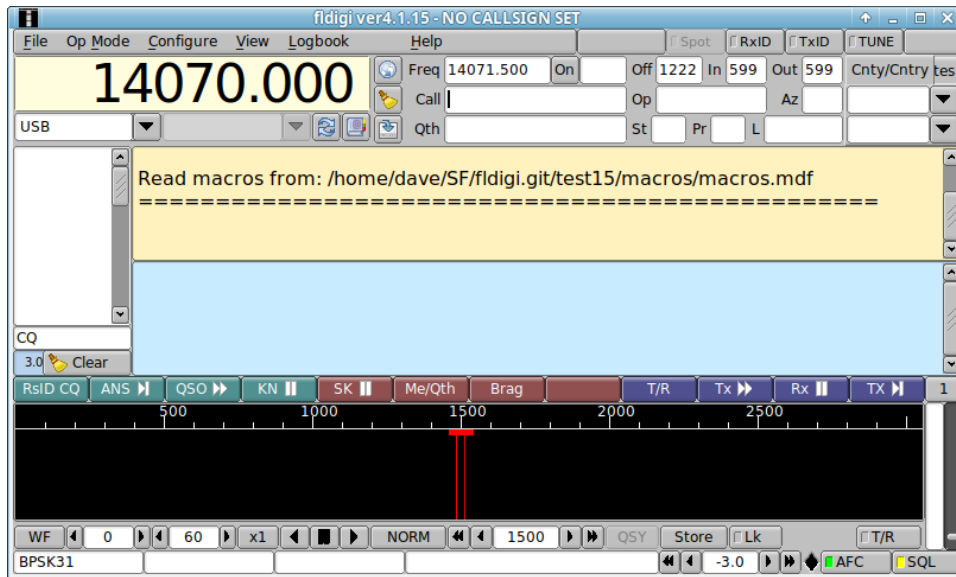 fldigi ver4.1.15 - NO CALLSIGN SET
File Op Mode Configure View Logbook Help Spot RxID TxID TUNE
14070.000 Freq 14071.500 On Off 1222 In 599 Out 599 Cnty/Cntry tes
Call Op Az
USB Qth St Pr L
Read macros from: /home/dave/SF/fldigi.git/test15/macros/macros.mdf
================================================
CQ
3.0 Clear
RsID CQ ANS QSO KN SK Me/Qth Brag T/R Tx Rx TX 1
500 1000 1500 2000 2500
WF 0 60 x1 NORM 1500 QSY Store Lk T/R
BPSK31 -3.0 AFC SQL